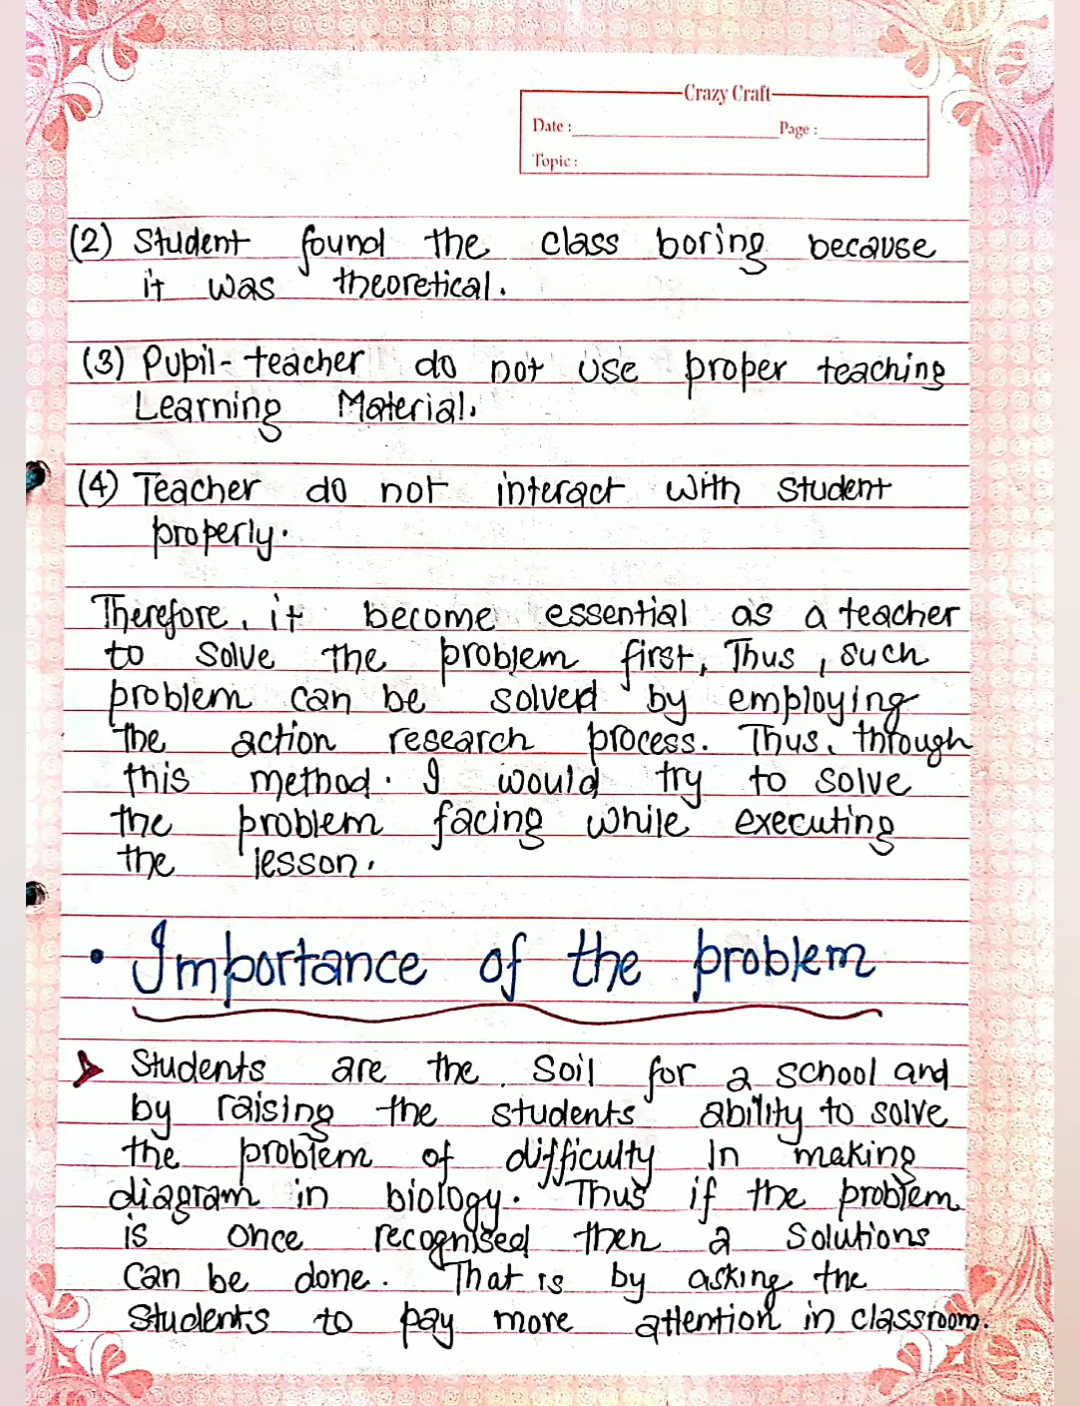 Crazy Craft
Date :
Page :
Topic :
(2) Student found the class boring because
it was theoretical.
(3) Pupil-teacher do not use proper teaching
Learning Material.
(4) Teacher do not interact with student
properly.
Therefore, it become essential as a teacher
to solve the problem first, Thus, such
problem can be solved by employing
the action research process. Thus, through
this method. I would try to solve
the problem facing while executing
the lesson.
• Importance of the problem
➤ Students are the soil for a school and
by raising the students ability to solve
the problem of difficulty In making
diagram in biology. Thus if the problem
is once recognised then a Solutions
can be done. That is by asking the
Students to pay more attention in classroom.